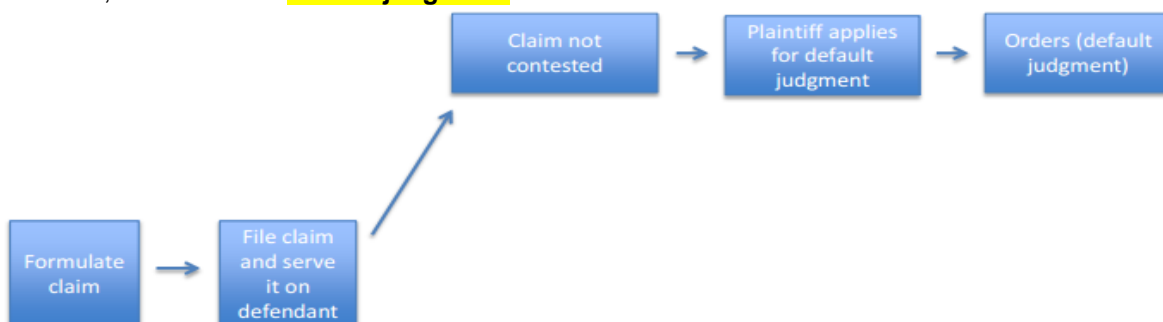 Claim not
contested
Plaintiff applies
for default
judgment
Orders (default
judgment)
Formulate
claim
File claim
and serve
it on
defendant